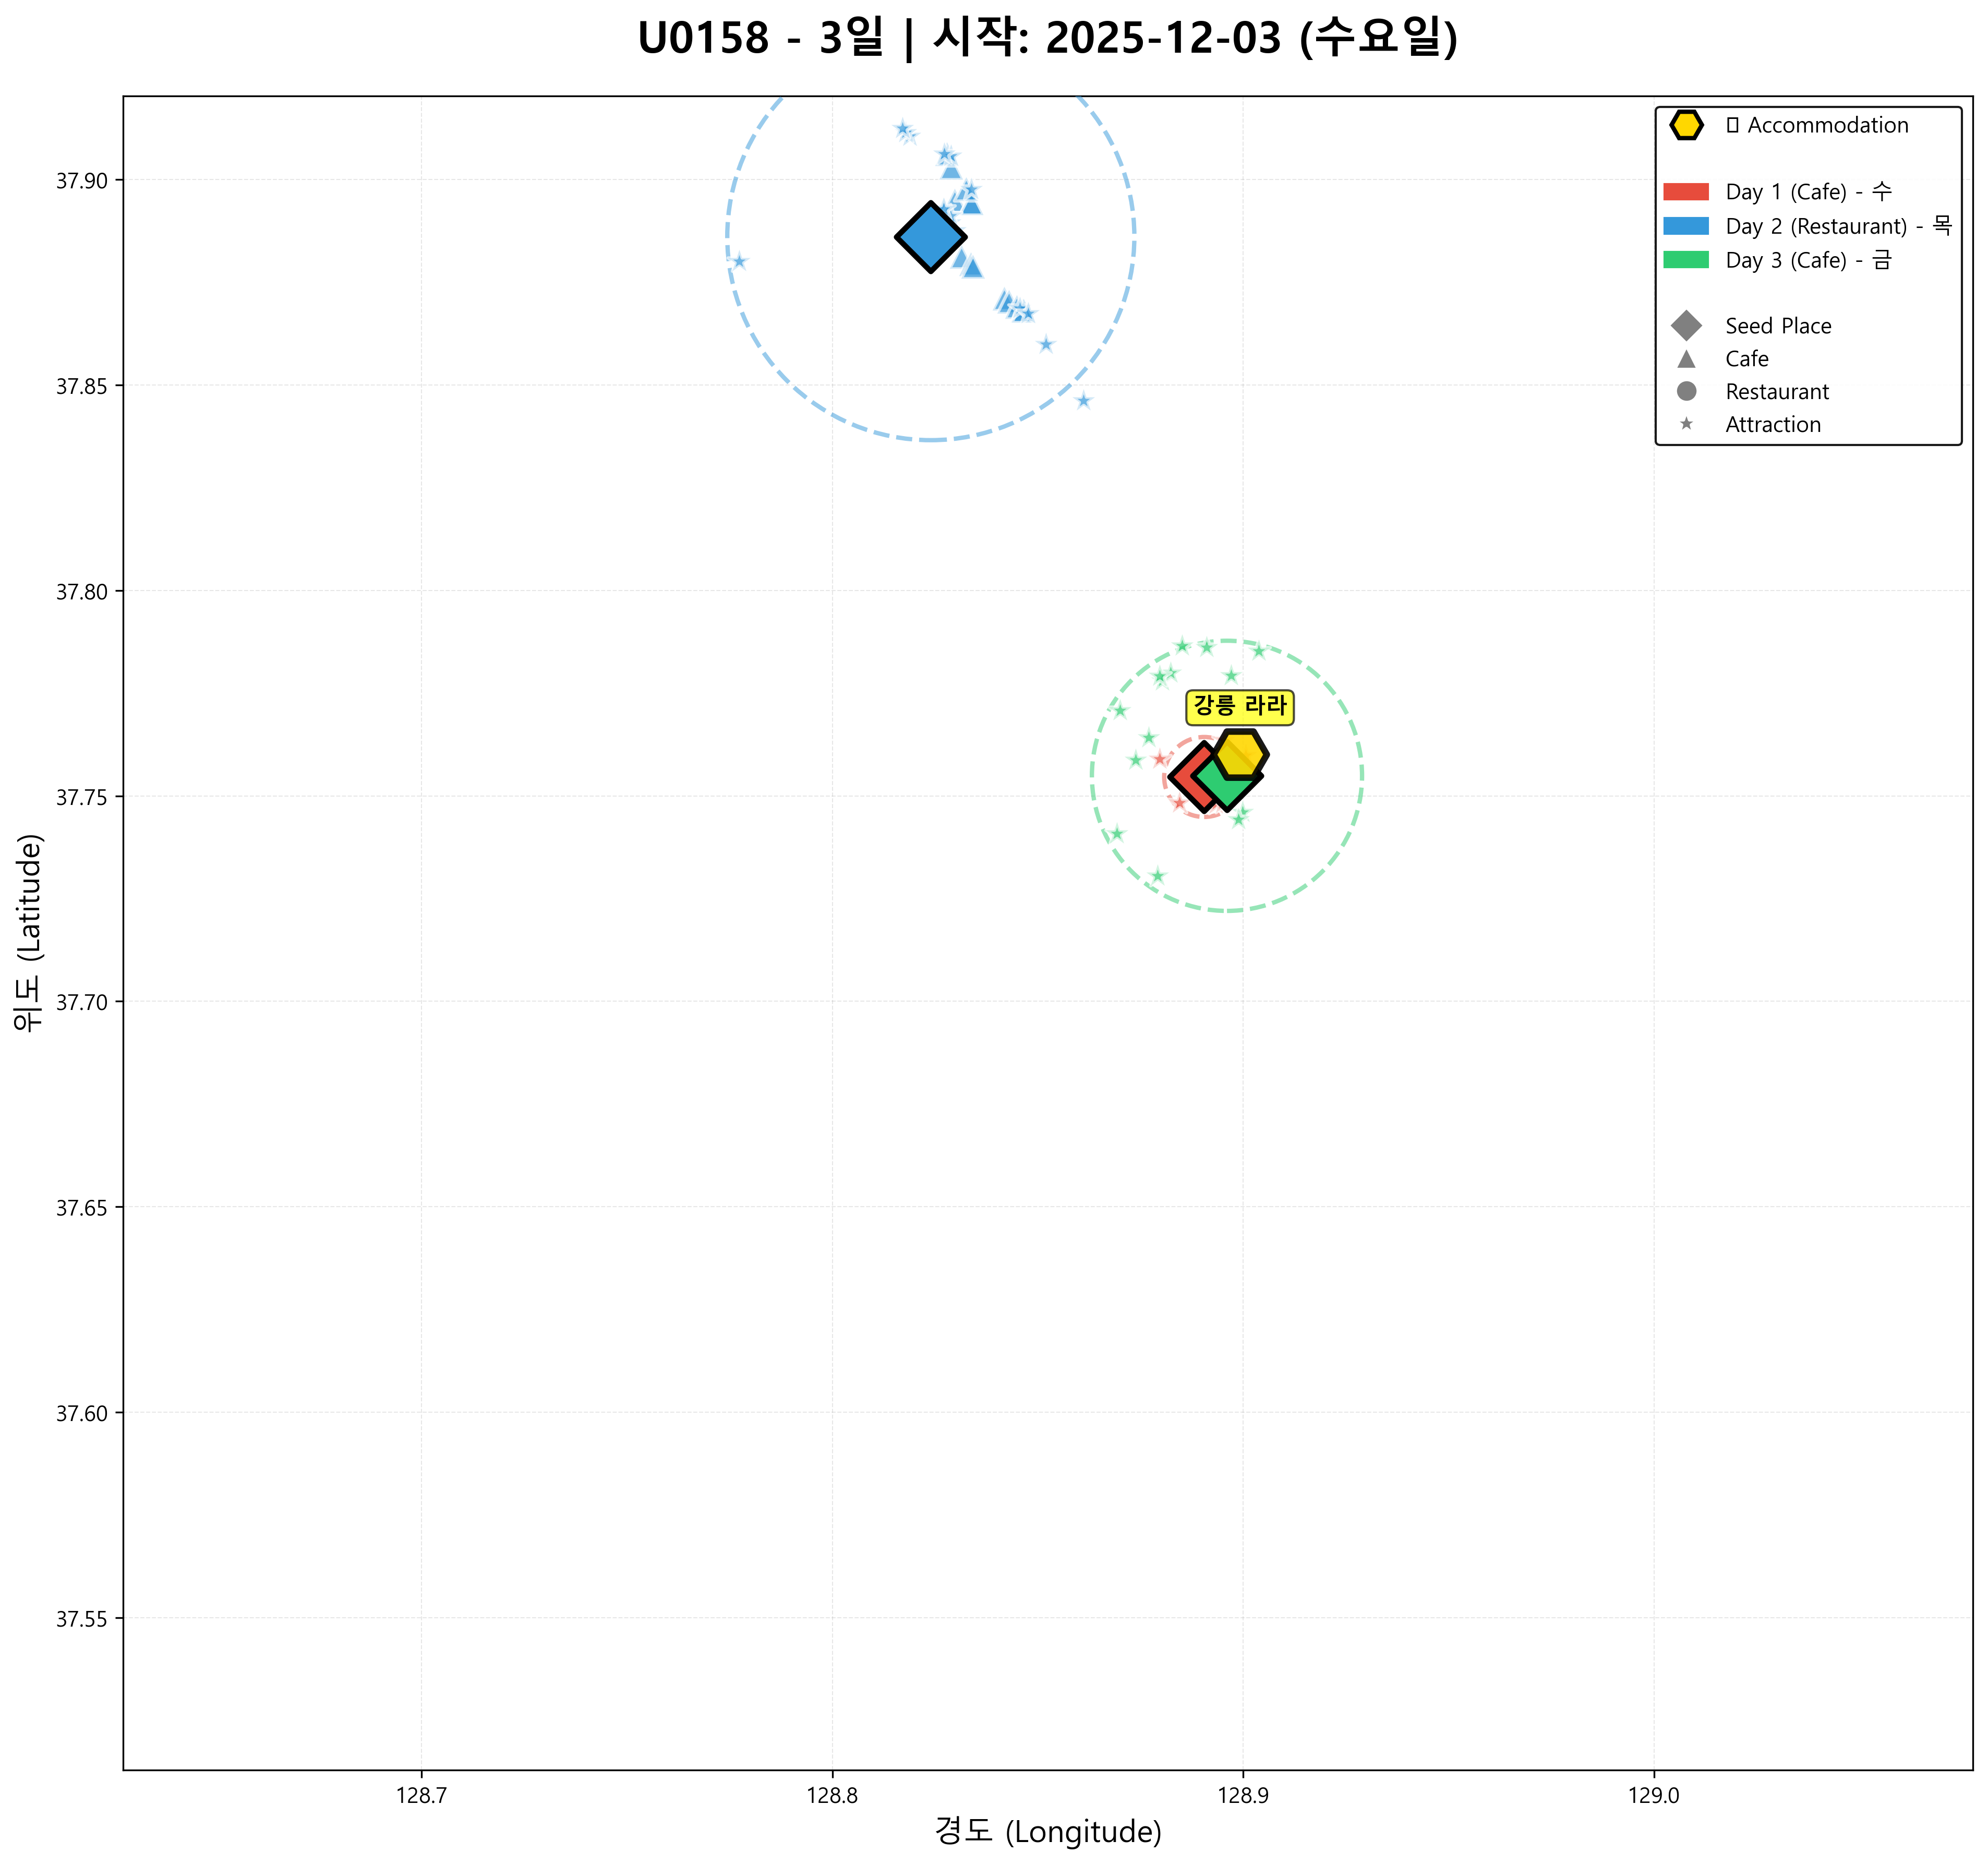 U0158 - 3일 | 시작: 2025-12-03 (수요일)
Accommodation
Day 1 (Cafe) - 수
Day 2 (Restaurant) - 목
Day 3 (Cafe) - 금
Seed Place
Cafe
Restaurant
Attraction
37.90
37.85
37.80
37.75
37.70
37.65
37.60
37.55
강릉 라라
위도 (Latitude)
128.7
128.8
128.9
129.0
경도 (Longitude)